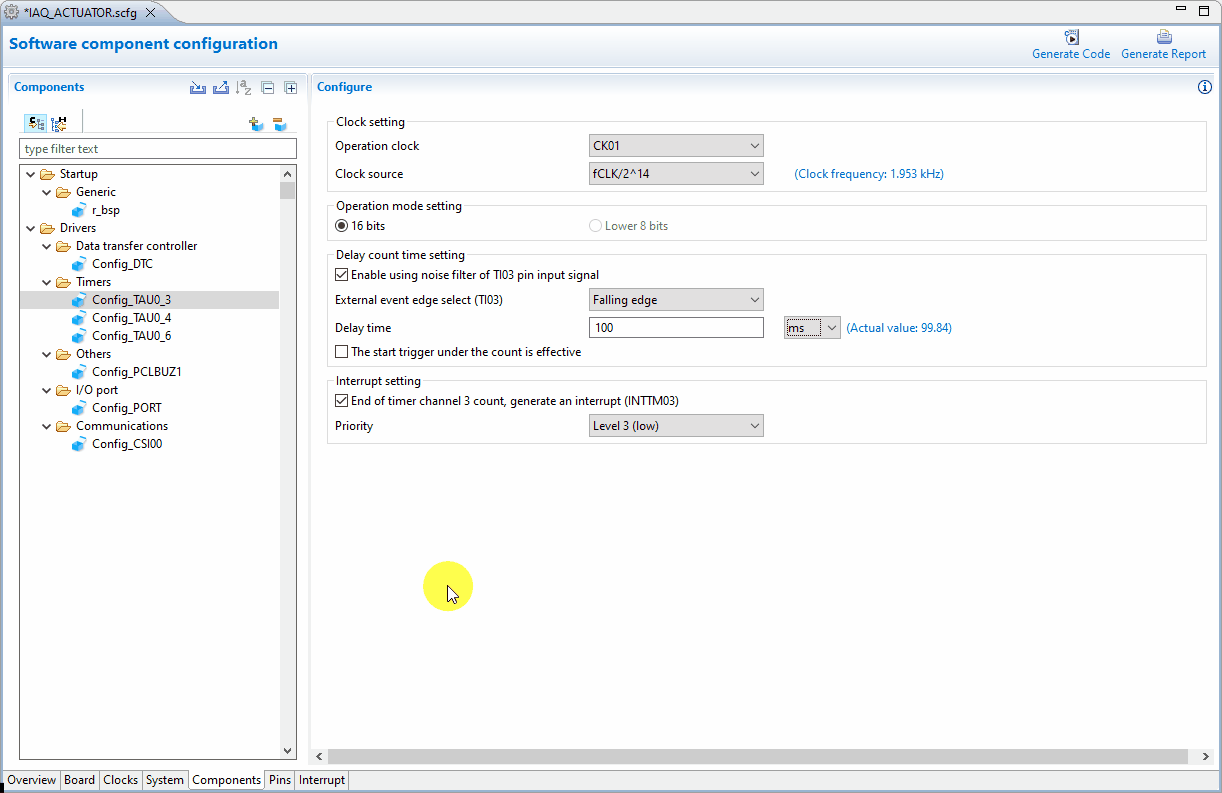 *IAQ_ACTUATOR.scfg
Software component configuration
Generate Code Generate Report
Components
type filter text
Startup
Generic
r_bsp
Drivers
Data transfer controller
Config_DTC
Timers
Config_TAU0_3
Config_TAU0_4
Config_TAU0_6
Others
Config_PCLBUZ1
I/O port
Config_PORT
Communications
Config_CSI00
Configure
Clock setting
Operation clock CK01
Clock source fCLK/2^14 (Clock frequency: 1.953 kHz)
Operation mode setting
16 bits Lower 8 bits
Delay count time setting
Enable using noise filter of TI03 pin input signal
External event edge select (TI03) Falling edge
Delay time 100 ms (Actual value: 99.84)
The start trigger under the count is effective
Interrupt setting
End of timer channel 3 count, generate an interrupt (INTTM03)
Priority Level 3 (low)
Overview Board Clocks System Components Pins Interrupt